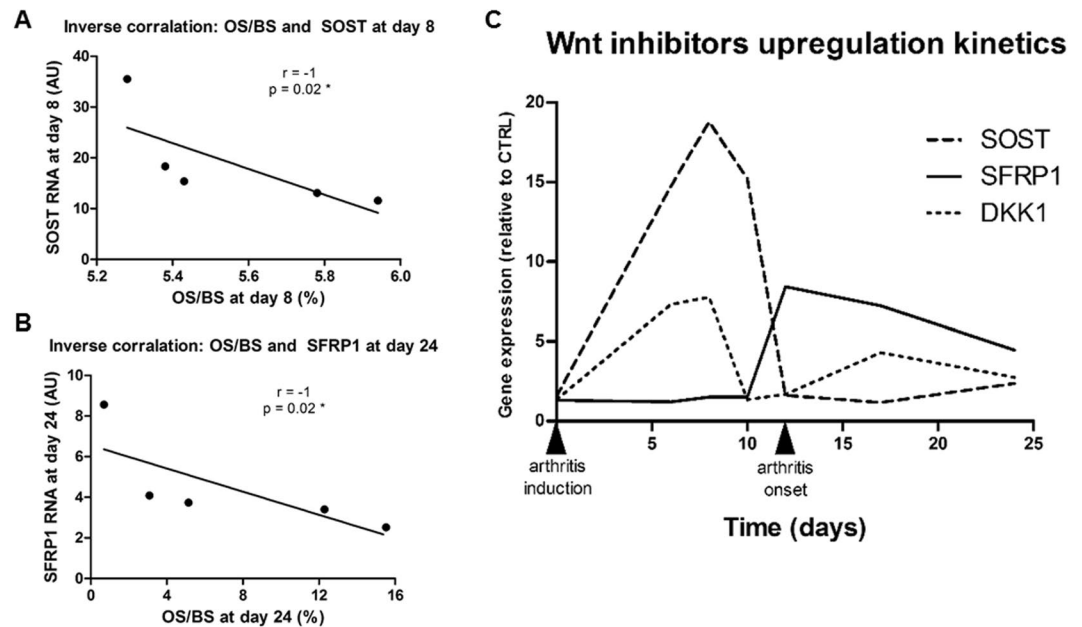 A
Inverse corralation: OS/BS and SOST at day 8
r = -1
p = 0.02 *
SOST RNA at day 8 (AU)
40
30
20
10
0
5.2
5.4
5.6
5.8
6.0
OS/BS at day 8 (%)
B
Inverse corralation: OS/BS and SFRP1 at day 24
r = -1
p = 0.02 *
SFRP1 RNA at day 24 (AU)
10
8
6
4
2
0
0
4
8
12
16
OS/BS at day 24 (%)
C
Wnt inhibitors upregulation kinetics
Gene expression (relative to CTRL)
20
15
10
5
0
SOST
SFRP1
DKK1
5
10
15
20
25
arthritis
induction
arthritis
onset
Time (days)